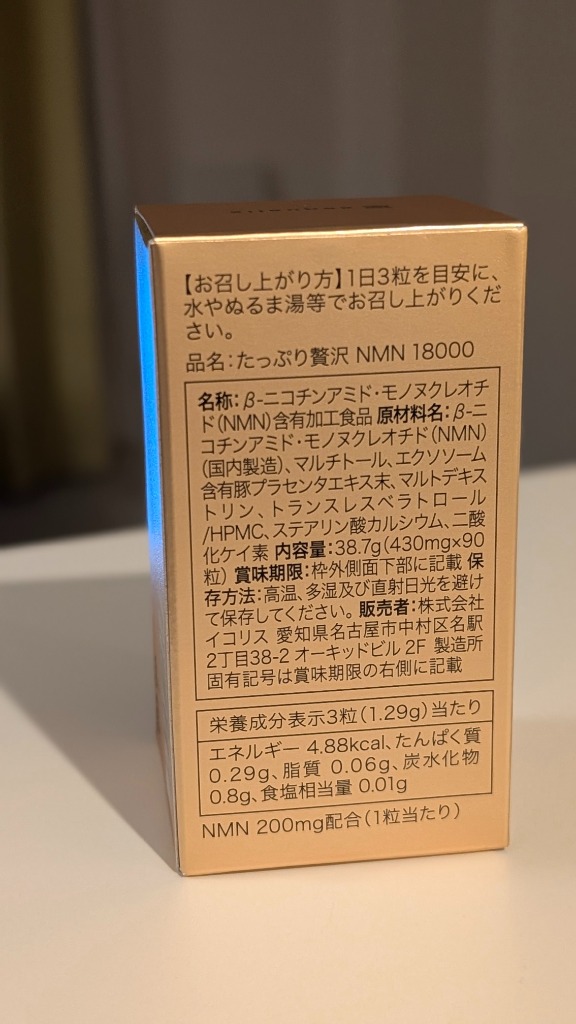 【お召し上がり方】1日3粒を目安に、
水やぬるま湯等でお召し上がりくだ
さい。
品名:たっぷり贅沢 NMN 18000
名称:β-ニコチンアミド・モノヌクレオチ
ド(NMN)含有加工食品 原材料名:β-ニ
コチンアミド・モノヌクレオチド(NMN)
(国内製造)、マルチトール、エクソソーム
含有豚プラセンタエキス末、マルトデキス
トリン、トランスレスベラトロール
/HPMC、ステアリン酸カルシウム、二酸
化ケイ素 内容量:38.7g(430mg×90
粒) 賞味期限:枠外側面下部に記載 保
存方法:高温、多湿及び直射日光を避け
て保存してください。 販売者:株式会社
イコリス 愛知県名古屋市中村区名駅
2丁目38-2 オーキッドビル 2F 製造所
固有記号は賞味期限の右側に記載
栄養成分表示3粒(1.29g)当たり
エネルギー 4.88kcal、たんぱく質
0.29g、脂質 0.06g、炭水化物
0.8g、食塩相当量 0.01g
NMN 200mg配合(1粒当たり)